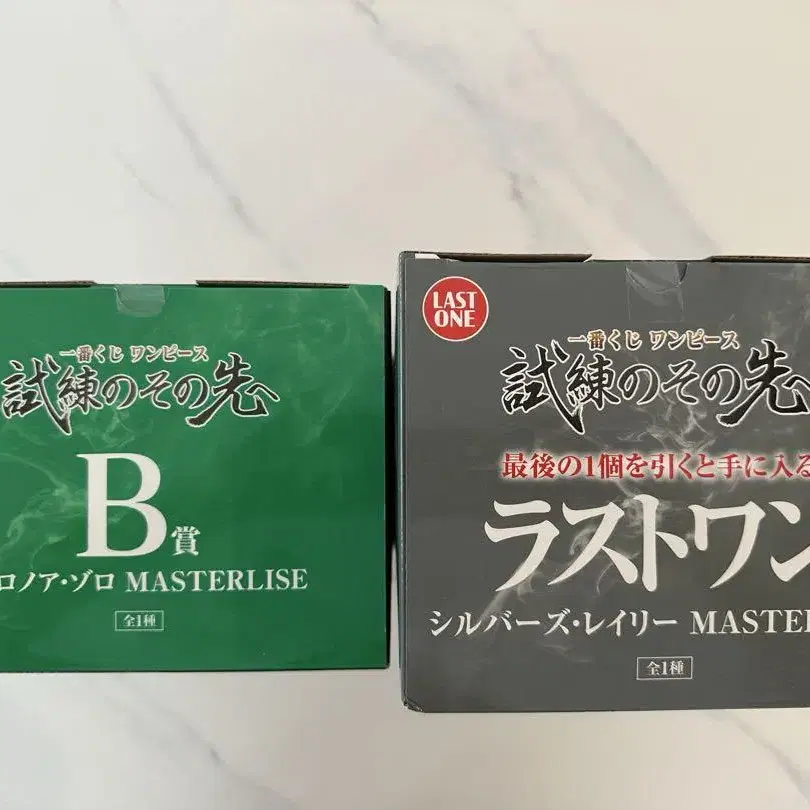 一番くじ ワンピース
試練のその先へ
B賞
ロノア・ゾロ MASTERLISE
全1種
LAST
ONE
一番くじ ワンピース
試練のその先へ
最後の1個を引くと手に入る
ラストワン
シルバーズ・レイリー MASTE
全1種